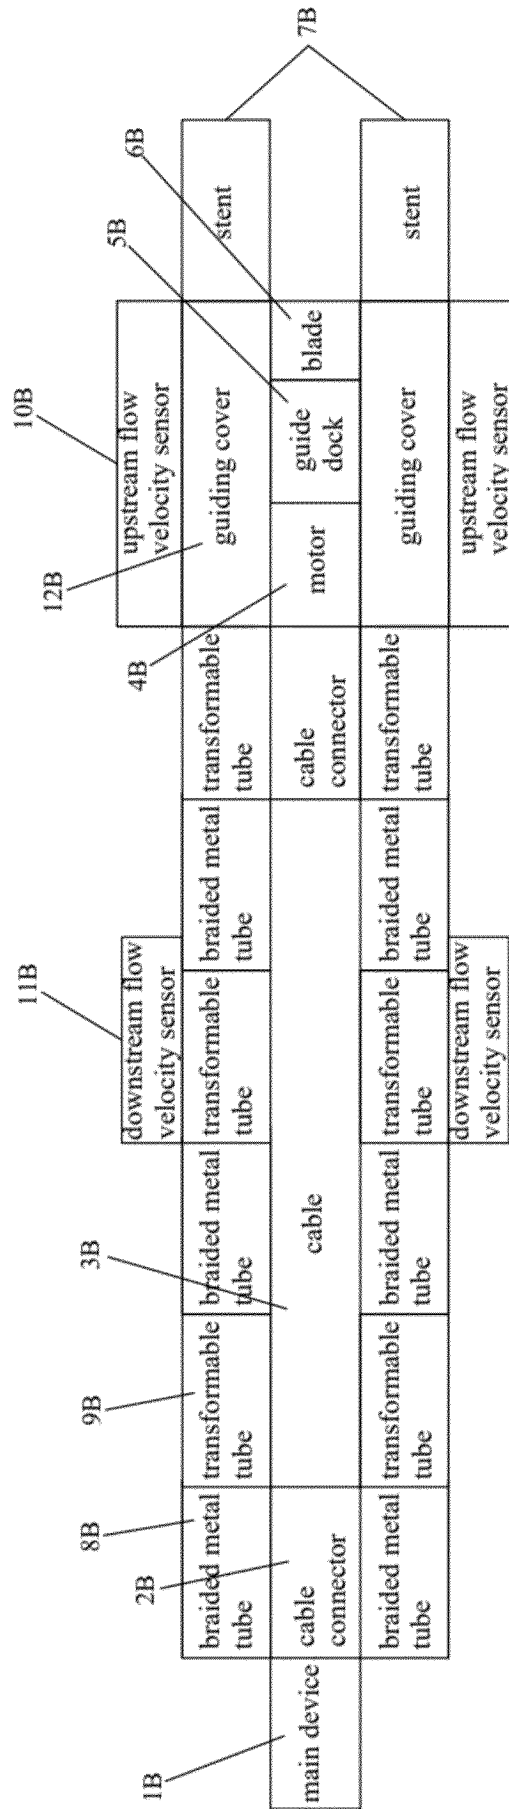 10B
11B
12B
3B
9B
8B
5B
6B
4B
2B
1B
7B
downstream flow
velocity sensor
upstream flow
velocity sensor
braided metal
tube
transformable
tube
braided metal
tube
transformable
tube
braided metal
tube
transformable
tube
guiding cover
stent
main device
cable
connector
cable
cable
connector
motor
guide
dock
blade
braided metal
tube
transformable
tube
braided metal
tube
transformable
tube
braided metal
tube
transformable
tube
guiding cover
stent
downstream flow
velocity sensor
upstream flow
velocity sensor